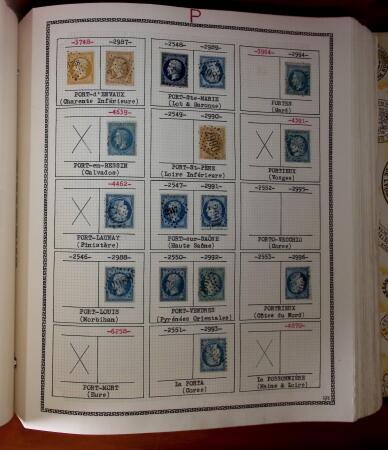 P
-3748- -2987-
PORT-d'ENVAUX
(Charente Inférieure)
-2548- -2989-
PORT-Ste-MARIE
(Lot & Garonne)
-3964- -2994-
PORTES
(Gard)
-4639-
PORT-en-BESSIN
(Calvados)
-2549- -2990-
PORT-St-PÈRE
(Loire Inférieure)
-4391-
PORTIEUX
(Vosges)
-4462-
PORT-LAUNAY
(Finistère)
-2547- -2991-
PORT-sur-SAÔNE
(Haute Saône)
-2552- -2995-
PORTO-VECCHIO
(Corse)
-2546- -2988-
PORT-LOUIS
(Morbihan)
-2550- -2992-
PORT-VENDRES
(Pyrénées Orientales)
-2553- -2996-
PORTRIEUX
(Côtes du Nord)
-6258-
PORT-MORT
(Eure)
-2551- -2993-
la PORTA
(Corse)
-4870-
la POSSONNIÈRE
(Maine & Loire)